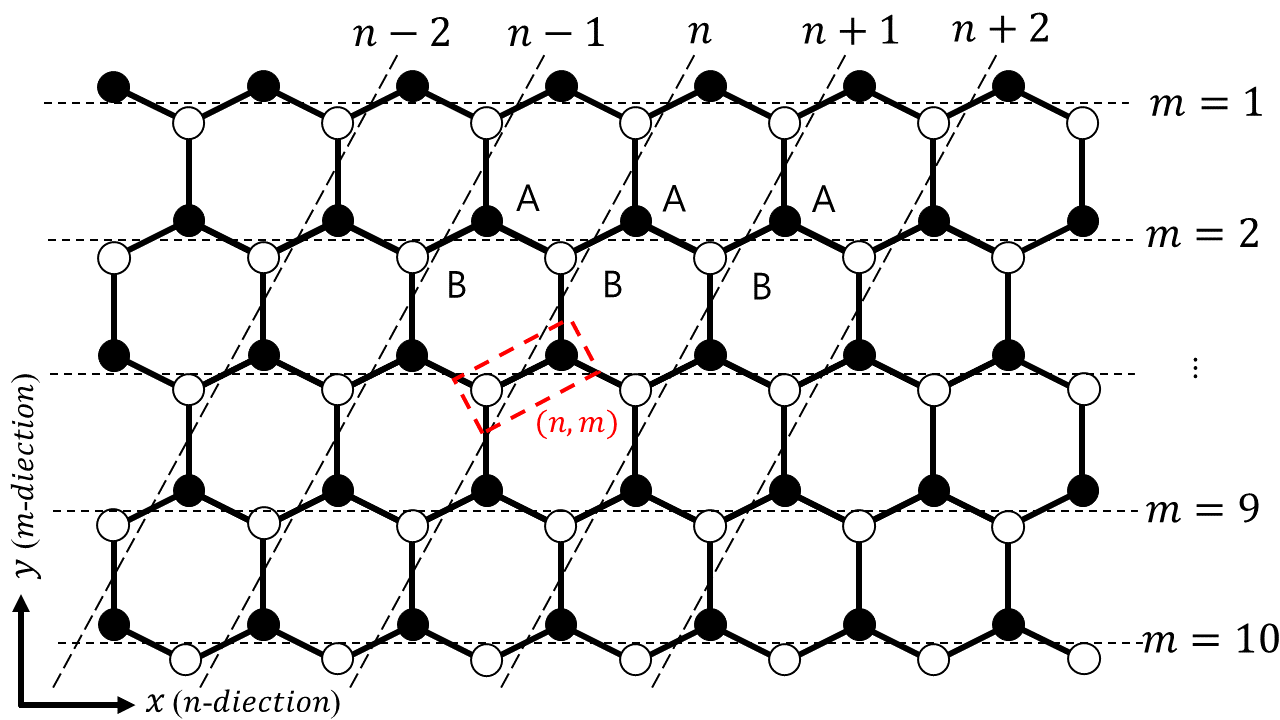 n − 2 n − 1 n n + 1 n + 2
m = 1
A A A
m = 2
B B B
⋮
(n, m)
m = 9
m = 10
y (m-diection)
x (n-diection)